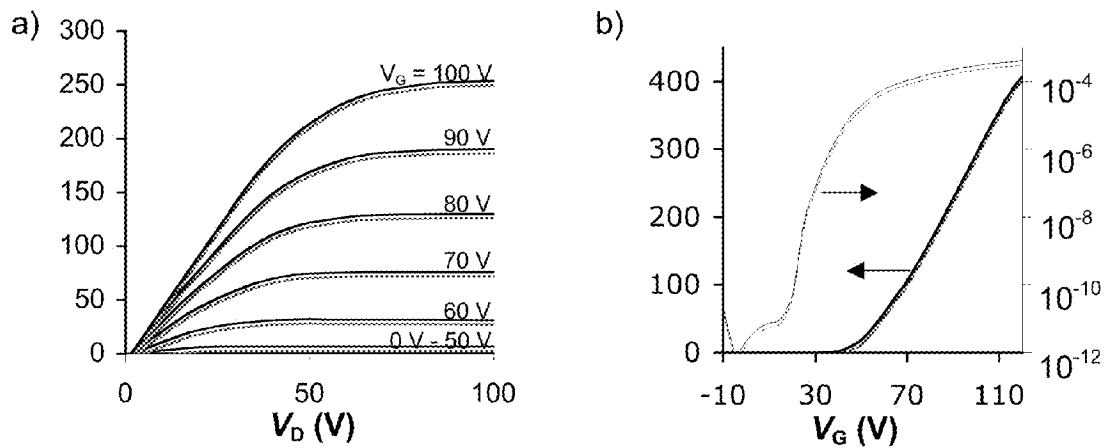 a)
300
250
200
150
100
50
0
V_G = 100 V
90 V
80 V
70 V
60 V
0 V - 50 V
0 50 100
V_D (V)
b)
400
300
200
100
0
10⁻⁴
10⁻⁶
10⁻⁸
10⁻¹⁰
10⁻¹²
-10 30 70 110
V_G (V)